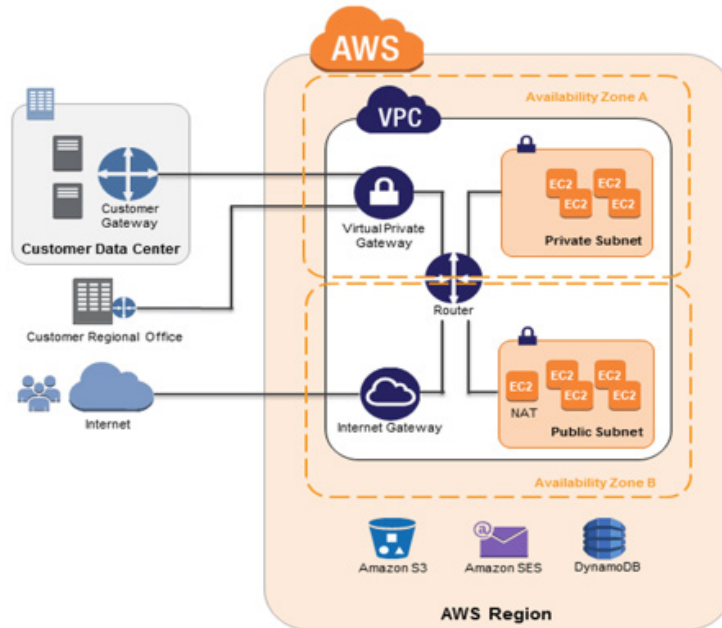 AWS
Availability Zone A
VPC
EC2
EC2
EC2
EC2
Private Subnet
Customer
Gateway
Customer Data Center
Virtual Private
Gateway
Router
Customer Regional Office
Internet
Internet Gateway
EC2
NAT
EC2
EC2
EC2
EC2
Public Subnet
Availability Zone B
@
Amazon S3
Amazon SES
DynamoDB
AWS Region